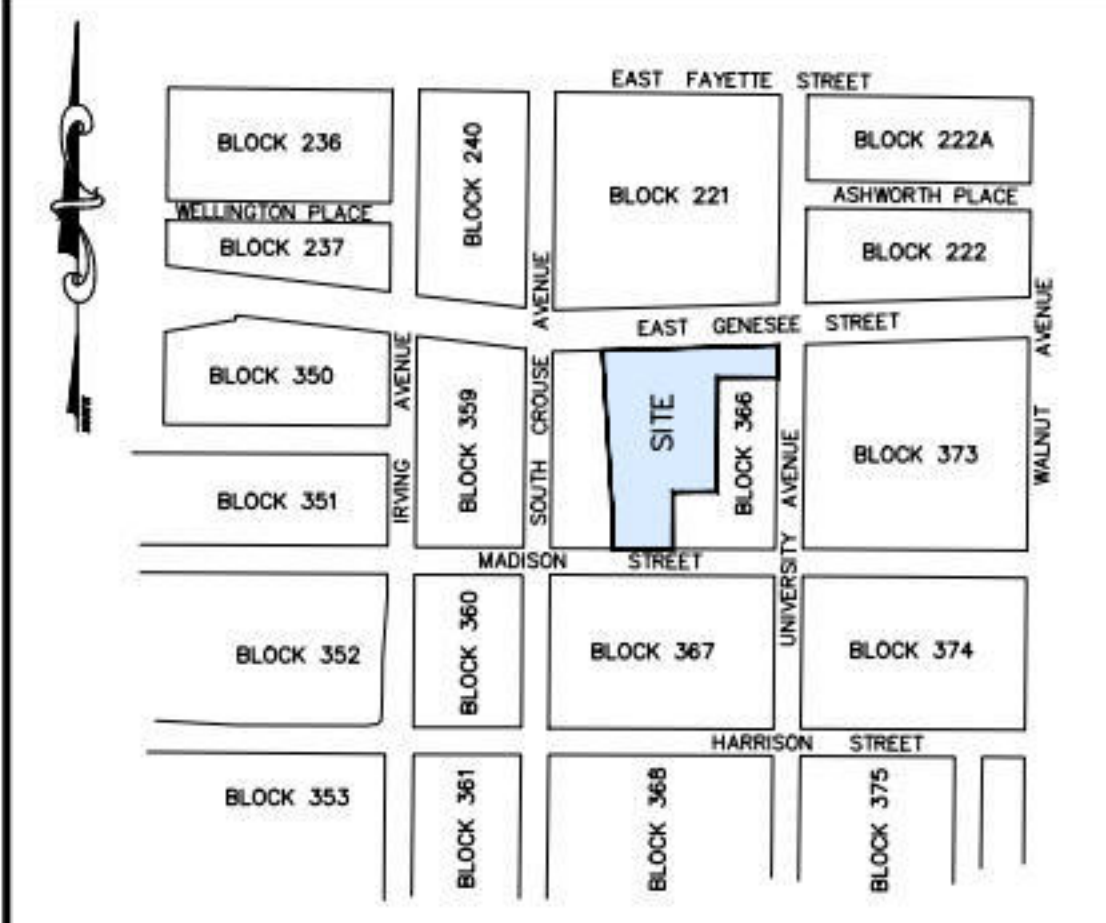 EAST FAYETTE STREET
BLOCK 236
BLOCK 240
BLOCK 221
BLOCK 222A
WELLINGTON PLACE
ASHWORTH PLACE
BLOCK 237
BLOCK 222
AVENUE
EAST GENESEE STREET
WALNUT AVENUE
BLOCK 350
IRVING AVENUE
BLOCK 359
SOUTH CROUSE
SITE
BLOCK 366
BLOCK 373
BLOCK 351
UNIVERSITY AVENUE
MADISON STREET
BLOCK 352
BLOCK 360
BLOCK 367
BLOCK 374
HARRISON STREET
BLOCK 353
BLOCK 361
BLOCK 368
BLOCK 375